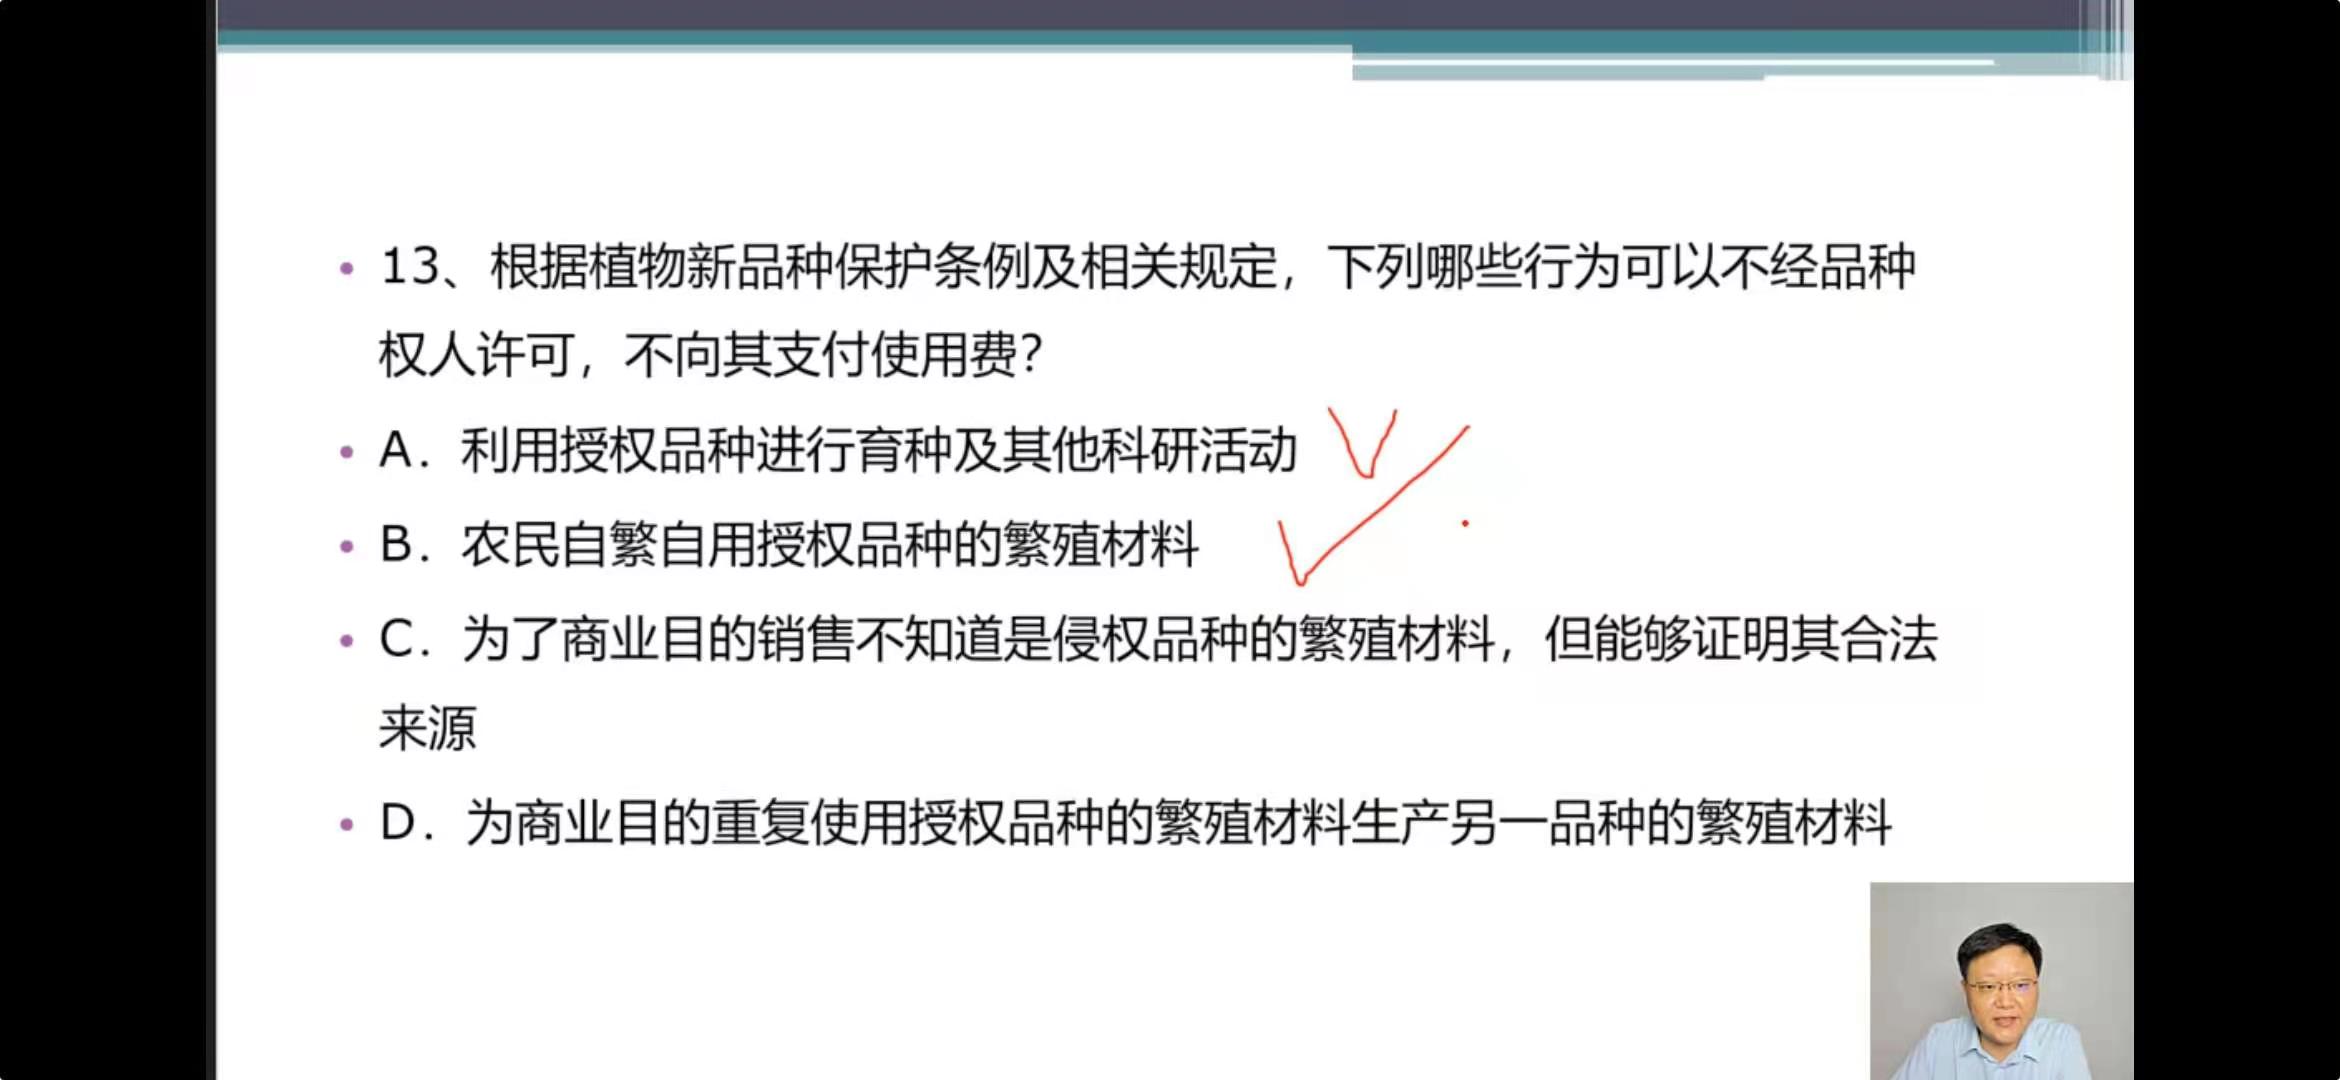 13、根据植物新品种保护条例及相关规定，下列哪些行为可以不经品种
权人许可，不向其支付使用费？
A．利用授权品种进行育种及其他科研活动
B．农民自繁自用授权品种的繁殖材料
C．为了商业目的销售不知道是侵权品种的繁殖材料，但能够证明其合法
来源
D．为商业目的重复使用授权品种的繁殖材料生产另一品种的繁殖材料